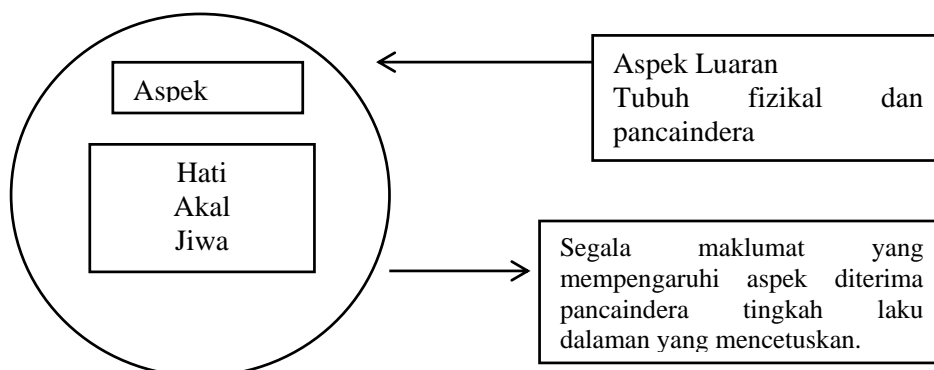 Aspek
Hati
Akal
Jiwa
Aspek Luaran
Tubuh fizikal dan
pancaindera
Segala maklumat yang
mempengaruhi aspek diterima
pancaindera tingkah laku
dalaman yang mencetuskan.